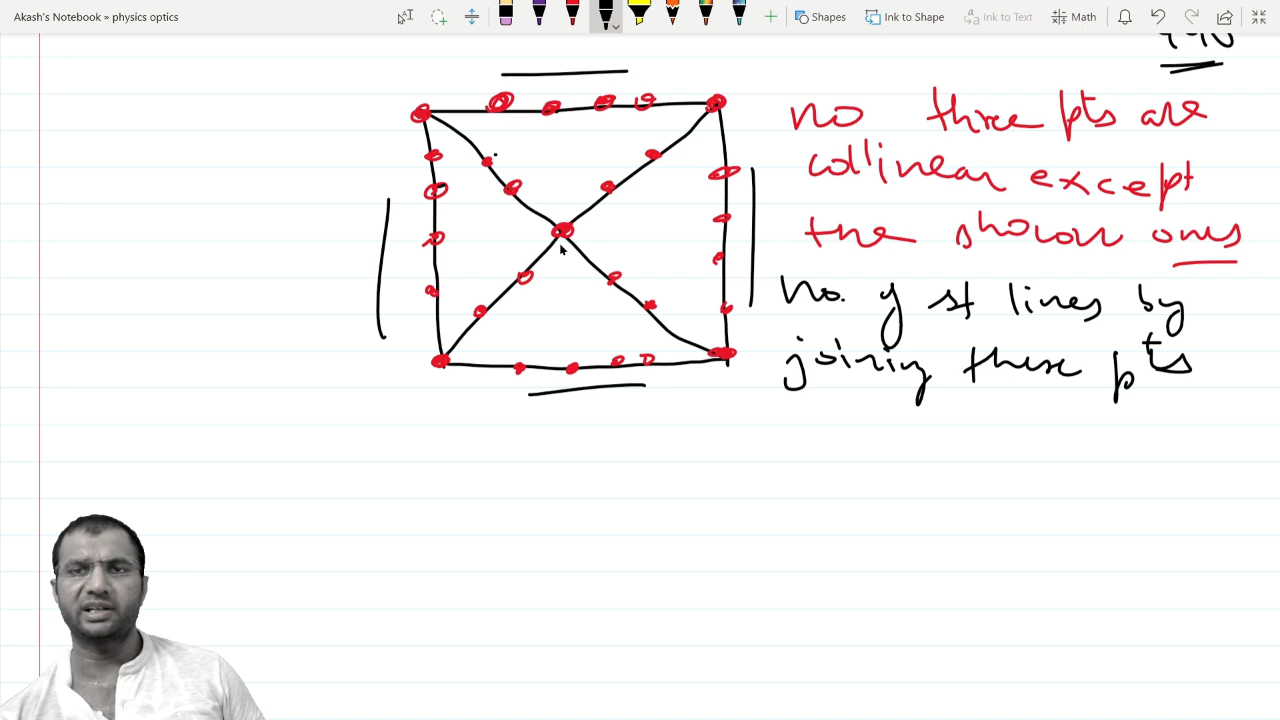 Akash's Notebook » physics optics
Shapes
Ink to Shape
Ink to Text
Math
no three pts are
collinear except
the shown ones
no. of st lines by
joining these pts